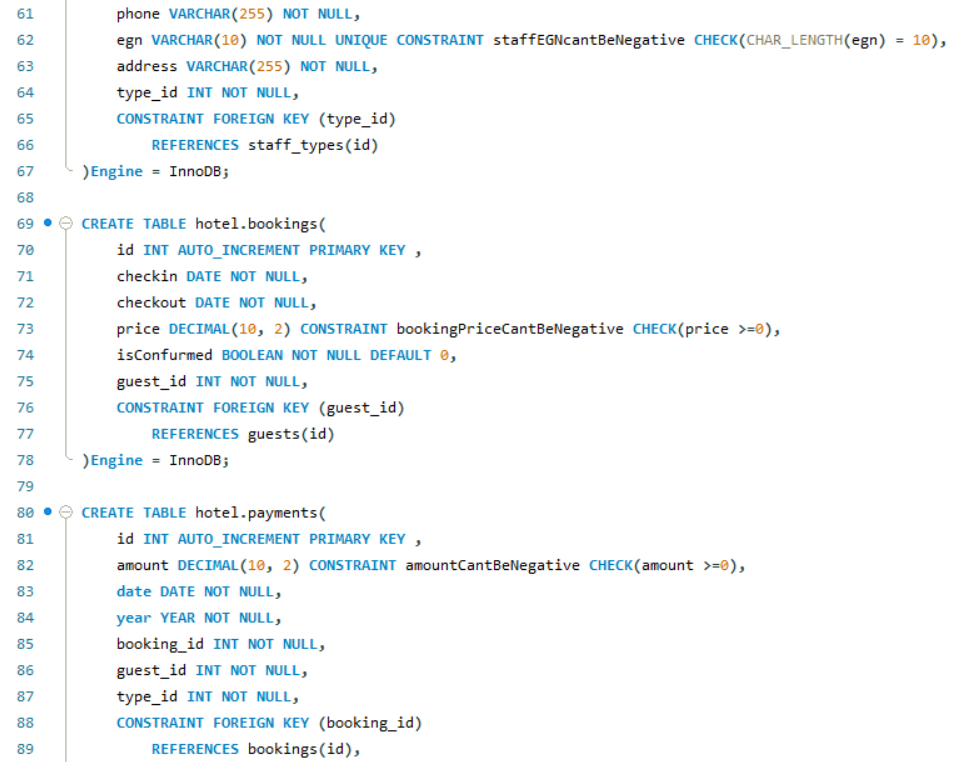 61 phone VARCHAR(255) NOT NULL,
62 egn VARCHAR(10) NOT NULL UNIQUE CONSTRAINT staffEGNcantBeNegative CHECK(CHAR_LENGTH(egn) = 10),
63 address VARCHAR(255) NOT NULL,
64 type_id INT NOT NULL,
65 CONSTRAINT FOREIGN KEY (type_id)
66 REFERENCES staff_types(id)
67 )Engine = InnoDB;
68
69 CREATE TABLE hotel.bookings(
70 id INT AUTO_INCREMENT PRIMARY KEY ,
71 checkin DATE NOT NULL,
72 checkout DATE NOT NULL,
73 price DECIMAL(10, 2) CONSTRAINT bookingPriceCantBeNegative CHECK(price >=0),
74 isConfurmed BOOLEAN NOT NULL DEFAULT 0,
75 guest_id INT NOT NULL,
76 CONSTRAINT FOREIGN KEY (guest_id)
77 REFERENCES guests(id)
78 )Engine = InnoDB;
79
80 CREATE TABLE hotel.payments(
81 id INT AUTO_INCREMENT PRIMARY KEY ,
82 amount DECIMAL(10, 2) CONSTRAINT amountCantBeNegative CHECK(amount >=0),
83 date DATE NOT NULL,
84 year YEAR NOT NULL,
85 booking_id INT NOT NULL,
86 guest_id INT NOT NULL,
87 type_id INT NOT NULL,
88 CONSTRAINT FOREIGN KEY (booking_id)
89 REFERENCES bookings(id),